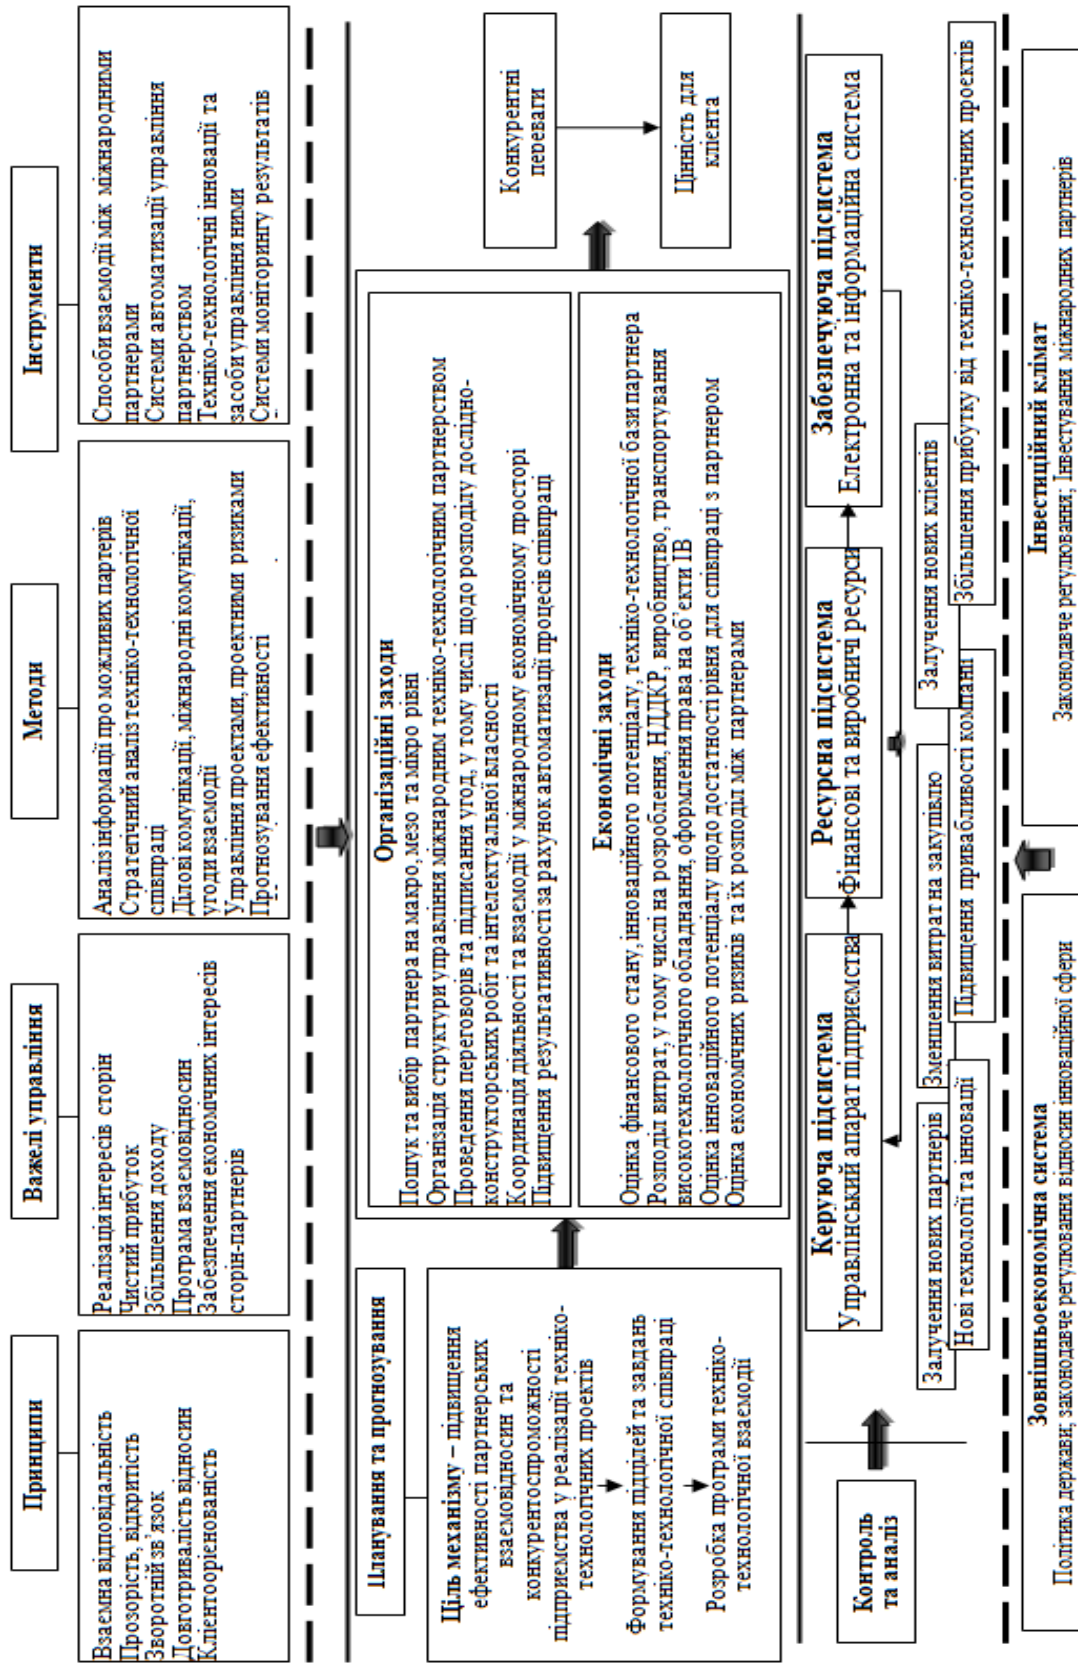 Принципи
Взаємна відповідальність
Прозорість, відкритість
Зворотній зв'язок
Довготривалість відносин
Клієнтоорієнованість
Важелі управління
Реалізація інтересів сторін
Чистий прибуток
Збільшення доходу
Програма взаємовідносин
Забезпечення економічних інтересів
сторін-партнерів
Методи
Аналіз інформації про можливих партерів
Стратегічний аналіз техніко-технологічної
співпраці
Ділові комунікації, міжнародні комунікації,
угоди взаємодії
Управління проектами, проектними ризиками
Прогнозування ефективності
Інструменти
Способи взаємодії між міжнародними
партнерами
Системи автоматизації управління
партнерством
Техніко-технологічні інновації та
засоби управління ними
Системи моніторингу результатів
Планування та прогнозування
Ціль механізму – підвищення
ефективності партнерських
взаємовідносин та
конкурентоспроможності
підприємства у реалізації техніко-
технологічних проектів
Формування підцілей та завдань
техніко-технологічної співпраці
Розробка програми техніко-
технологічної взаємодії
Організаційні заходи
Пошук та вибір партнера на макро, мезо та мікро рівні
Організація структури управління міжнародним техніко-технологічним партнерством
Проведення переговорів та підписання угод, у тому числі щодо розподілу дослідно-
конструкторських робіт та інтелектуальної власності
Координація діяльності та взаємодії у міжнародному економічному просторі
Підвищення результативності за рахунок автоматизації процесів співпраці
Економічні заходи
Оцінка фінансового стану, інноваційного потенціалу, техніко-технологічної бази партнера
Розподіл витрат, у тому числі на розроблення, НДДКР, виробництво, транспортування
високотехнологічного обладнання, оформлення права на об'єкти ІВ
Оцінка інноваційного потенціалу щодо достатності рівня для співпраці з партнером
Оцінка економічних ризиків та їх розподіл між партнерами
Конкурентні
переваги
Цінність для
клієнта
Контроль
та аналіз
Керуюча підсистема
Управлінський апарат підприємства
Ресурсна підсистема
Фінансові та виробничі ресурси
Забезпечуюча підсистема
Електронна та інформаційна система
Залучення нових партнерів
Зменшення витрат на закупівлю
Залучення нових клієнтів
Нові технології та інновації
Підвищення привабливості компанії
Збільшення прибутку від техніко-технологічних проектів
Зовнішньоекономічна система
Політика держави; законодавче регулювання відносин інноваційної сфери
Інвестиційний клімат
Законодавче регулювання; Інвестування міжнародних партнерів